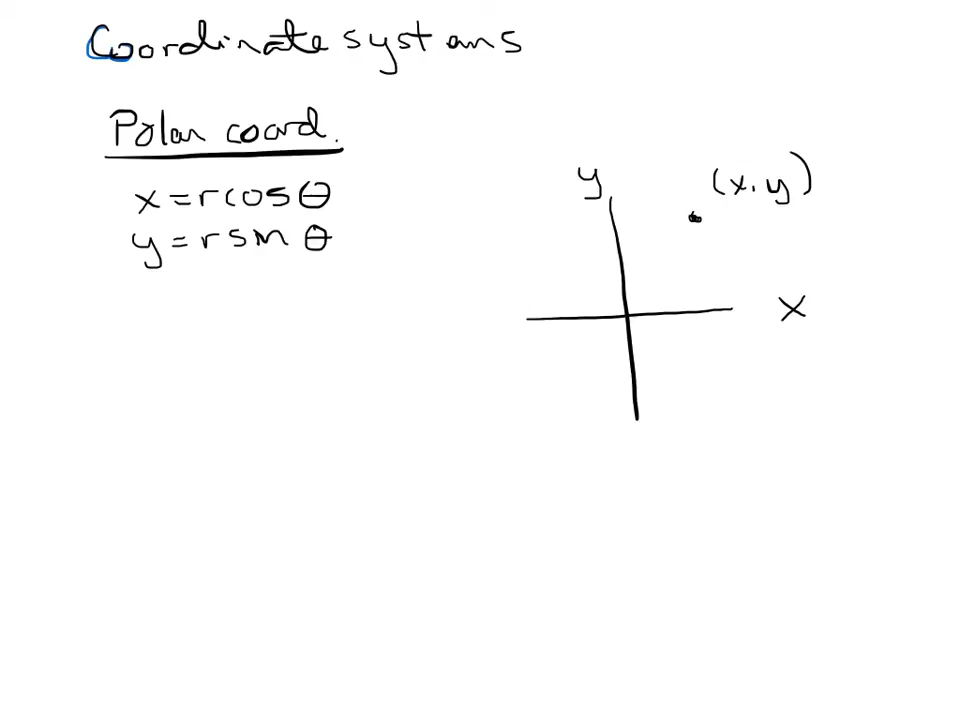 Coordinate systems
Polar coord.
x = r cos θ
y = r sin θ
y
(x, y)
x